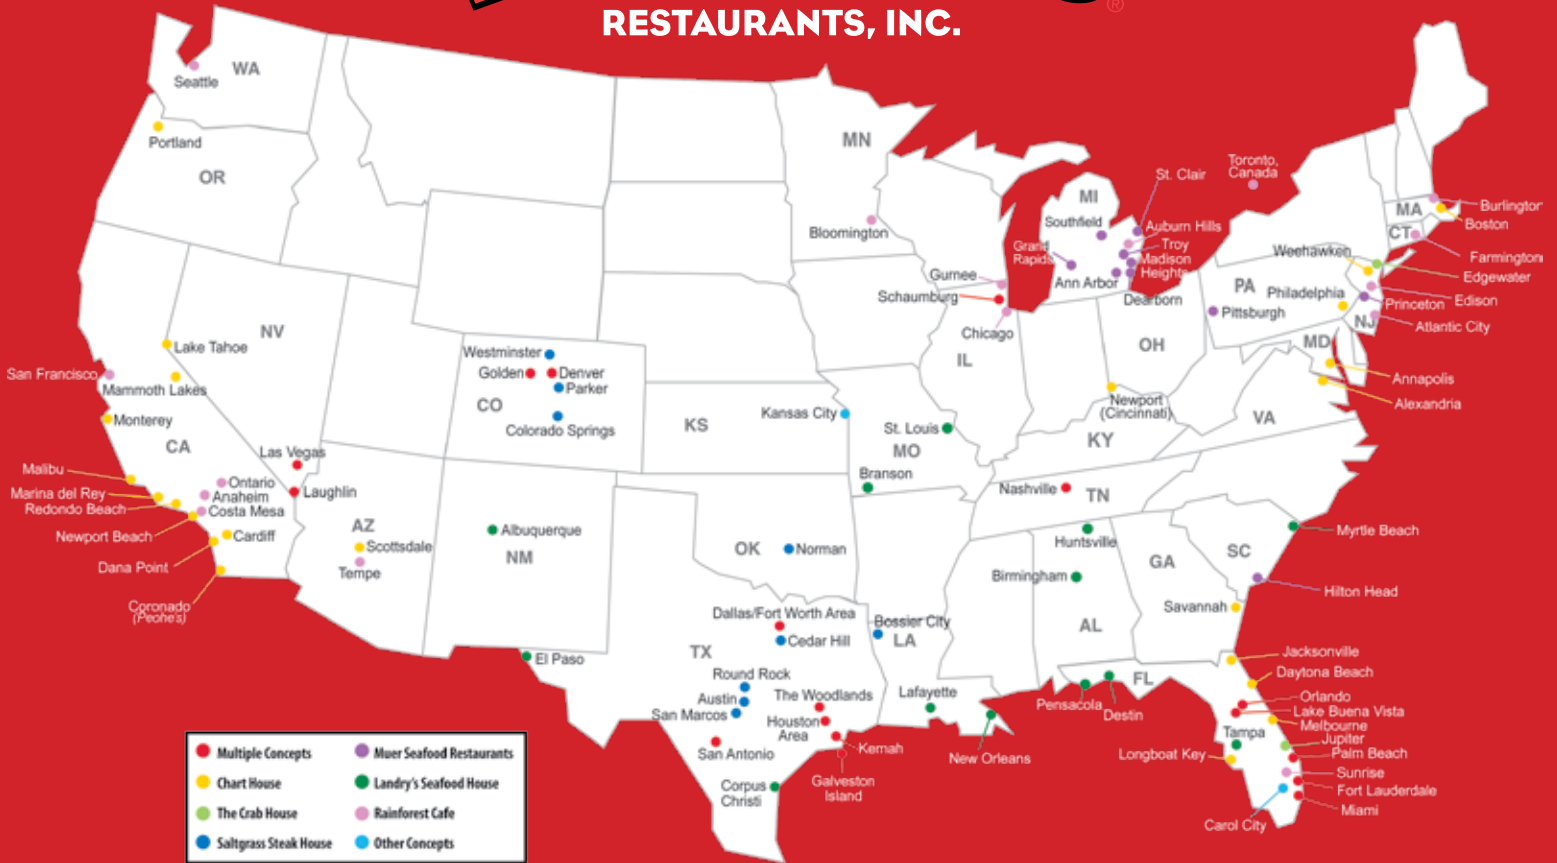 ®
RESTAURANTS, INC.
WA
Seattle
Portland
OR
MN
Bloomington
Toronto,
Canada
St. Clair
MI
Southfield
Auburn Hills
Grand
Rapids
Troy
Madison
Heights
Ann Arbor
Dearborn
MA
Burlington
Boston
CT
Farmington
Weehawken
Edgewater
Gurnee
Schaumburg
Chicago
PA
Philadelphia
Pittsburgh
Princeton
Edison
NJ
Atlantic City
NV
Lake Tahoe
San Francisco
Mammoth Lakes
Monterey
CA
Westminster
Golden
Denver
Parker
CO
Colorado Springs
KS
Kansas City
IL
OH
MD
Annapolis
Alexandria
Newport
(Cincinnati)
VA
KY
St. Louis
MO
Branson
Las Vegas
Laughlin
Malibu
Marina del Rey
Redondo Beach
Newport Beach
Dana Point
Coronado
(Peohe's)
Ontario
Anaheim
Costa Mesa
Cardiff
AZ
Scottsdale
Tempe
Albuquerque
NM
OK
Norman
Nashville
TN
Huntsville
Birmingham
AL
GA
SC
Myrtle Beach
Hilton Head
Savannah
Dallas/Fort Worth Area
Cedar Hill
Bossier City
LA
TX
El Paso
Round Rock
Austin
San Marcos
The Woodlands
Houston
Area
San Antonio
Kemah
Galveston
Island
Corpus
Christi
Lafayette
New Orleans
Pensacola
Destin
FL
Jacksonville
Daytona Beach
Orlando
Lake Buena Vista
Melbourne
Tampa
Jupiter
Longboat Key
Palm Beach
Sunrise
Fort Lauderdale
Miami
Carol City
Multiple Concepts
Chart House
The Crab House
Saltgrass Steak House
Muer Seafood Restaurants
Landry's Seafood House
Rainforest Cafe
Other Concepts